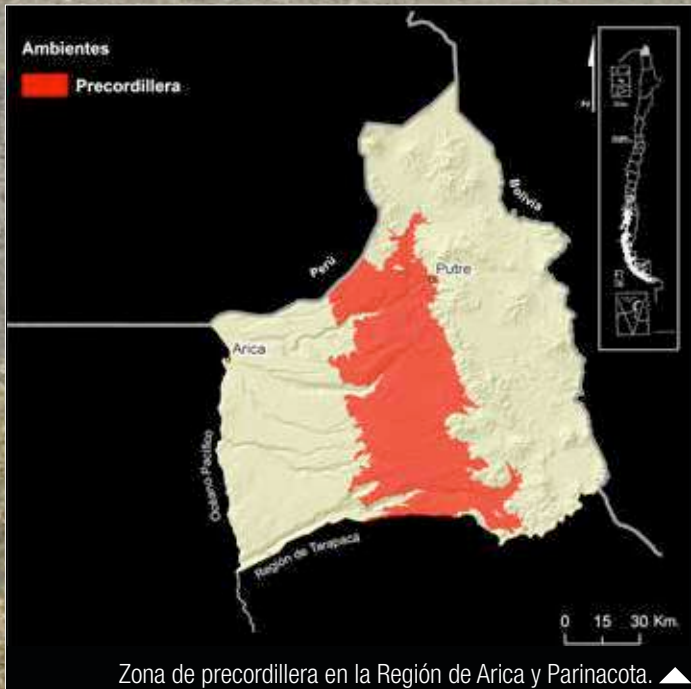 Ambientes
Precordillera
Bolivia
Perú
Putre
Arica
Océano Pacífico
Región de Tarapacá
0 15 30 Km.
Zona de precordillera en la Región de Arica y Parinacota.